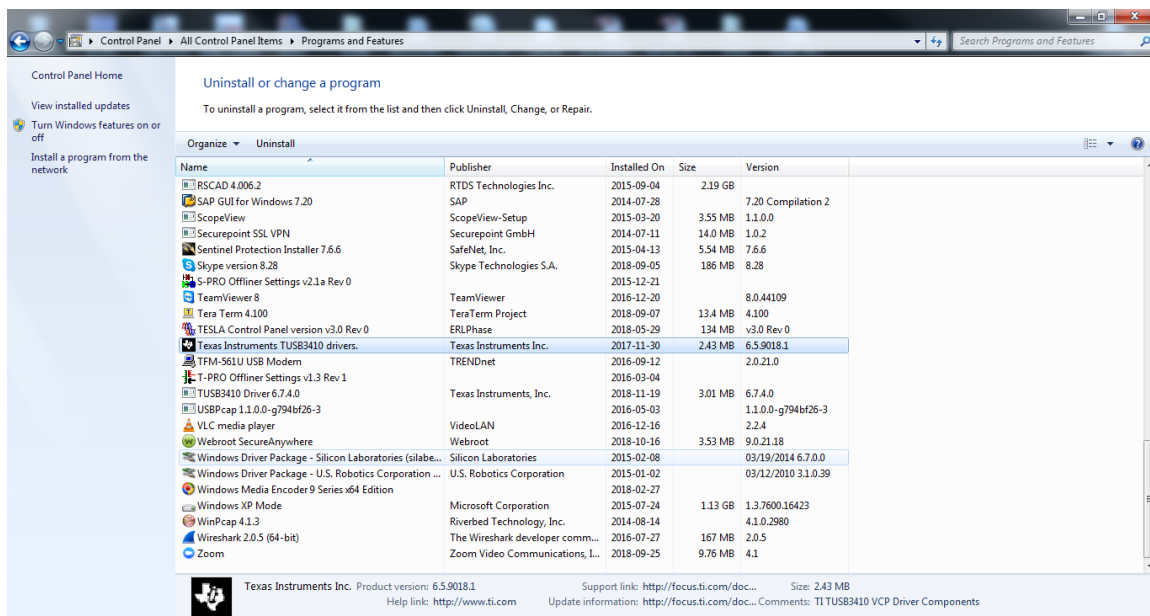 Control Panel ▸ All Control Panel Items ▸ Programs and Features
Search Programs and Features
Control Panel Home
View installed updates
Turn Windows features on or
off
Install a program from the
network
Uninstall or change a program
To uninstall a program, select it from the list and then click Uninstall, Change, or Repair.
Organize Uninstall
Name Publisher Installed On Size Version
RSCAD 4.006.2 RTDS Technologies Inc. 2015-09-04 2.19 GB
SAP GUI for Windows 7.20 SAP 2014-07-28 7.20 Compilation 2
ScopeView ScopeView-Setup 2015-03-20 3.55 MB 1.1.0.0
Securepoint SSL VPN Securepoint GmbH 2014-07-11 14.0 MB 1.0.2
Sentinel Protection Installer 7.6.6 SafeNet, Inc. 2015-04-13 5.54 MB 7.6.6
Skype version 8.28 Skype Technologies S.A. 2018-09-05 186 MB 8.28
S-PRO Offliner Settings v2.1a Rev 0 2015-12-21
TeamViewer 8 TeamViewer 2016-12-20 8.0.44109
Tera Term 4.100 TeraTerm Project 2018-09-07 13.4 MB 4.100
TESLA Control Panel version v3.0 Rev 0 ERLPhase 2018-05-29 134 MB v3.0 Rev 0
Texas Instruments TUSB3410 drivers. Texas Instruments Inc. 2017-11-30 2.43 MB 6.5.9018.1
TFM-561U USB Modem TRENDnet 2016-09-12 2.0.21.0
T-PRO Offliner Settings v1.3 Rev 1 2016-03-04
TUSB3410 Driver 6.7.4.0 Texas Instruments, Inc. 2018-11-19 3.01 MB 6.7.4.0
USBPcap 1.1.0.0-g794bf26-3 2016-05-03 1.1.0.0-g794bf26-3
VLC media player VideoLAN 2016-12-16 2.2.4
Webroot SecureAnywhere Webroot 2018-10-16 3.53 MB 9.0.21.18
Windows Driver Package - Silicon Laboratories (silabe... Silicon Laboratories 2015-02-08 03/19/2014 6.7.0.0
Windows Driver Package - U.S. Robotics Corporation ... U.S. Robotics Corporation 2015-01-02 03/12/2010 3.1.0.39
Windows Media Encoder 9 Series x64 Edition 2018-02-27
Windows XP Mode Microsoft Corporation 2015-07-24 1.13 GB 1.3.7600.16423
WinPcap 4.1.3 Riverbed Technology, Inc. 2014-08-14 4.1.0.2980
Wireshark 2.0.5 (64-bit) The Wireshark developer comm... 2016-07-27 167 MB 2.0.5
Zoom Zoom Video Communications, I... 2018-09-25 9.76 MB 4.1
Texas Instruments Inc. Product version: 6.5.9018.1 Support link: http://focus.ti.com/doc... Size: 2.43 MB
Help link: http://www.ti.com Update information: http://focus.ti.com/doc... Comments: TI TUSB3410 VCP Driver Components